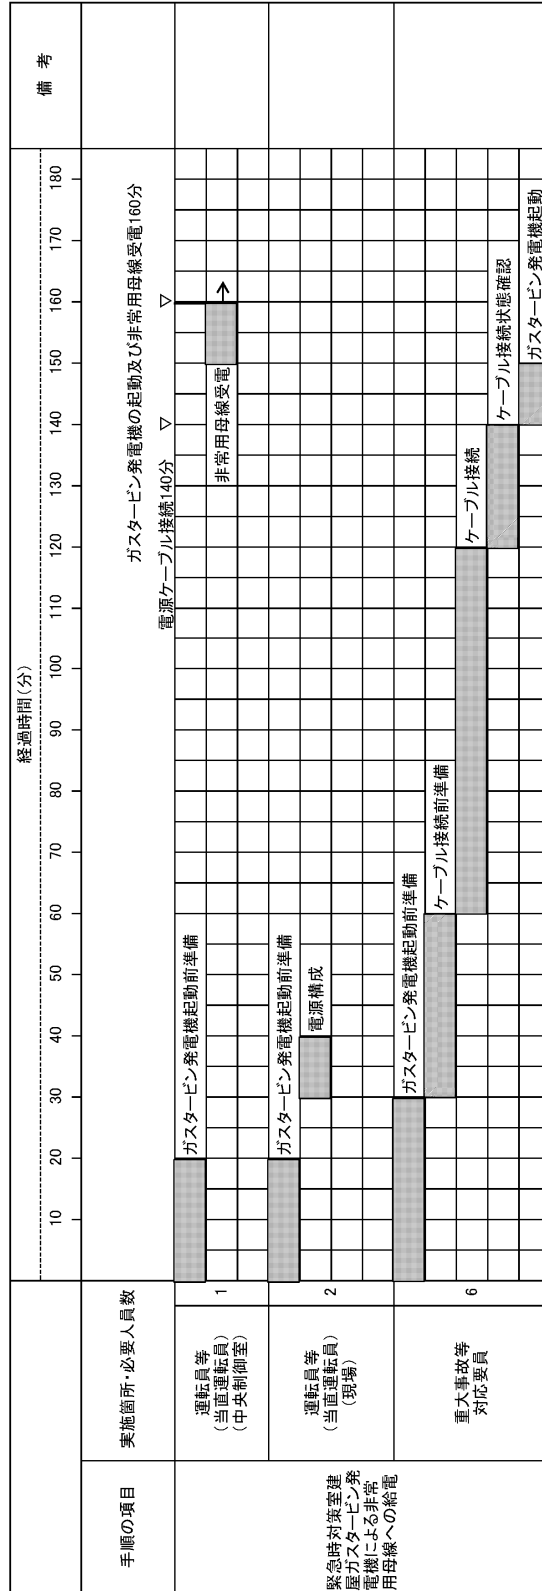 経過時間(分)
備考
手順の項目
実施箇所・必要人員数
10 20 30 40 50 60 70 80 90 100 110 120 130 140 150 160 170 180
ガスタービン発電機の起動及び非常用母線受電160分
電源ケーブル接続140分
▽
▽
緊急時対策室建
屋ガスタービン発
電機による非常
用母線への給電
運転員等
(当直運転員)
(中央制御室)
1
ガスタービン発電機起動前準備
非常用母線受電
運転員等
(当直運転員)
(現場)
2
ガスタービン発電機起動前準備
電源構成
重大事故等
対応要員
6
ガスタービン発電機起動前準備
ケーブル接続前準備
ケーブル接続
ケーブル接続状態確認
ガスタービン発電機起動